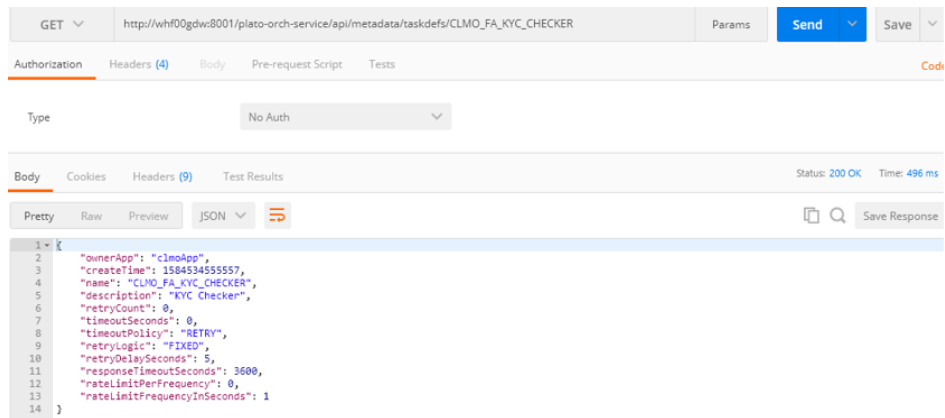 GET http://whf00gdw:8001/plato-orch-service/api/metadata/taskdefs/CLMO_FA_KYC_CHECKER Params Send Save
Authorization Headers (4) Body Pre-request Script Tests Code
Type No Auth
Body Cookies Headers (9) Test Results Status: 200 OK Time: 496 ms
Pretty Raw Preview JSON Save Response
1 {
2 "ownerApp": "clmoApp",
3 "createTime": 1584534555557,
4 "name": "CLMO_FA_KYC_CHECKER",
5 "description": "KYC Checker",
6 "retryCount": 0,
7 "timeoutSeconds": 0,
8 "timeoutPolicy": "RETRY",
9 "retryLogic": "FIXED",
10 "retryDelaySeconds": 5,
11 "responseTimeoutSeconds": 3600,
12 "rateLimitPerFrequency": 0,
13 "rateLimitFrequencyInSeconds": 1
14 }